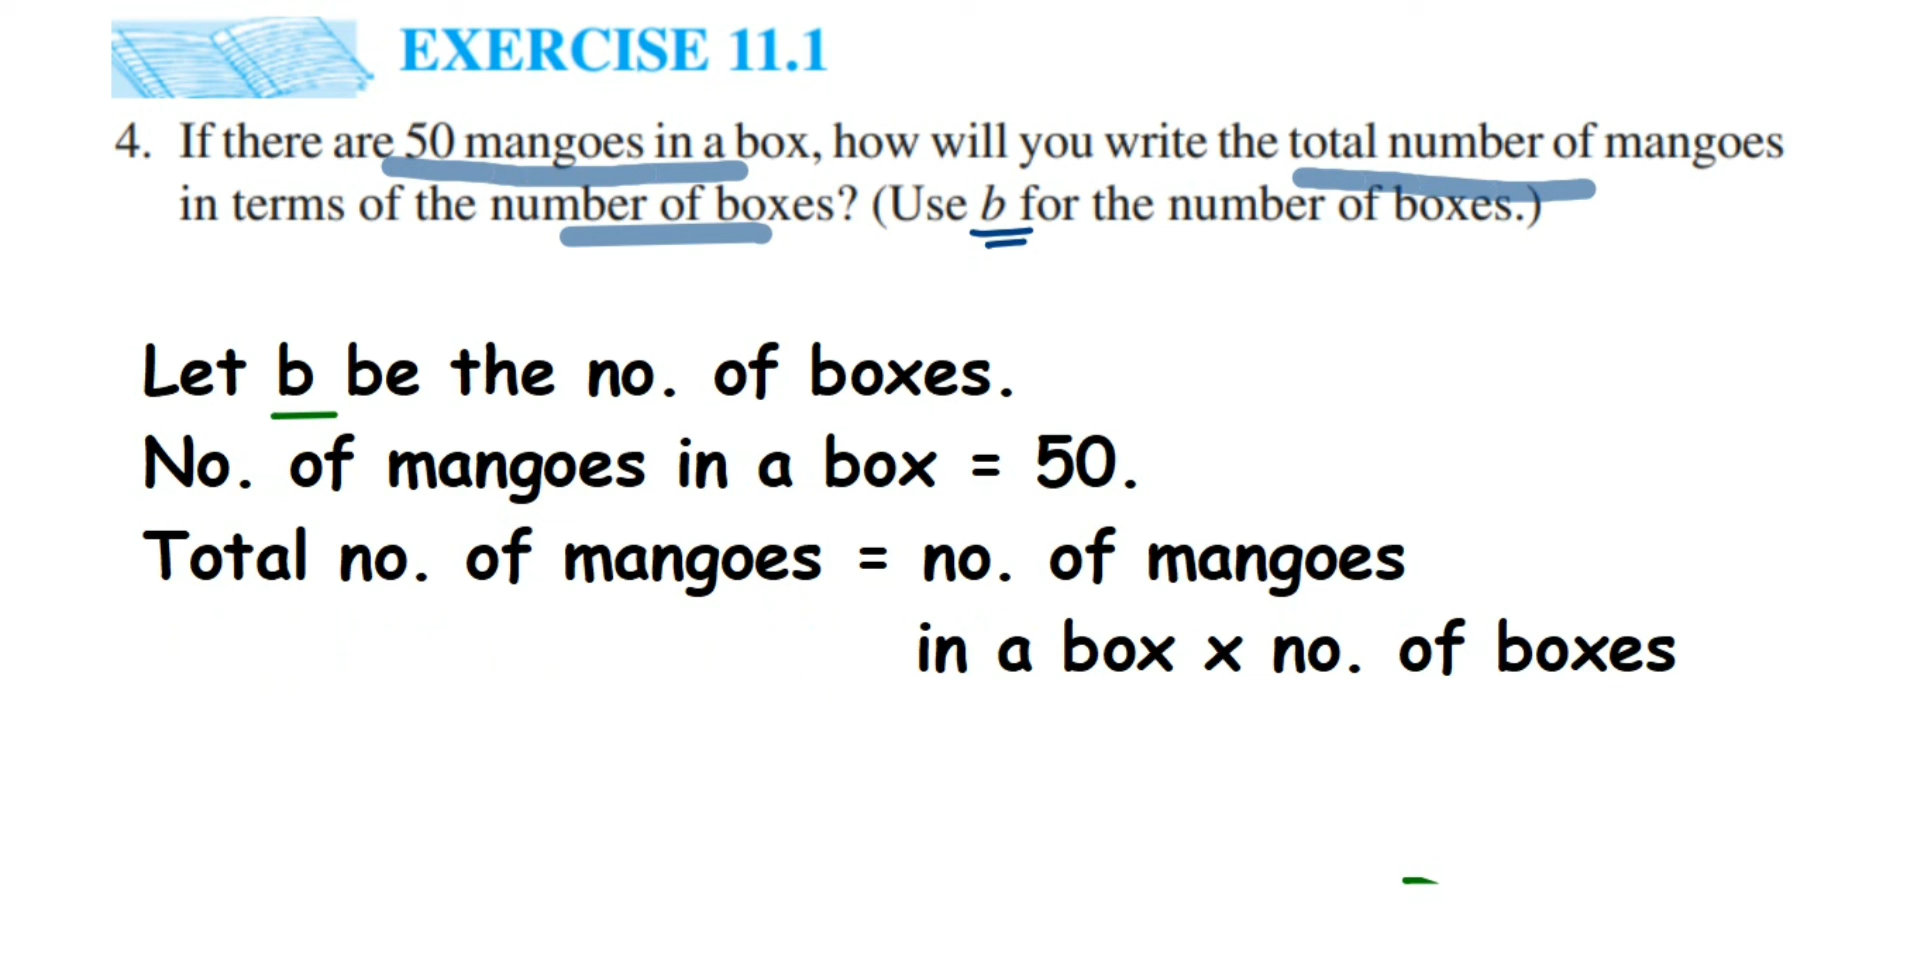 EXERCISE 11.1
4. If there are 50 mangoes in a box, how will you write the total number of mangoes
in terms of the number of boxes? (Use b for the number of boxes.)
Let b be the no. of boxes.
No. of mangoes in a box = 50.
Total no. of mangoes = no. of mangoes
in a box x no. of boxes